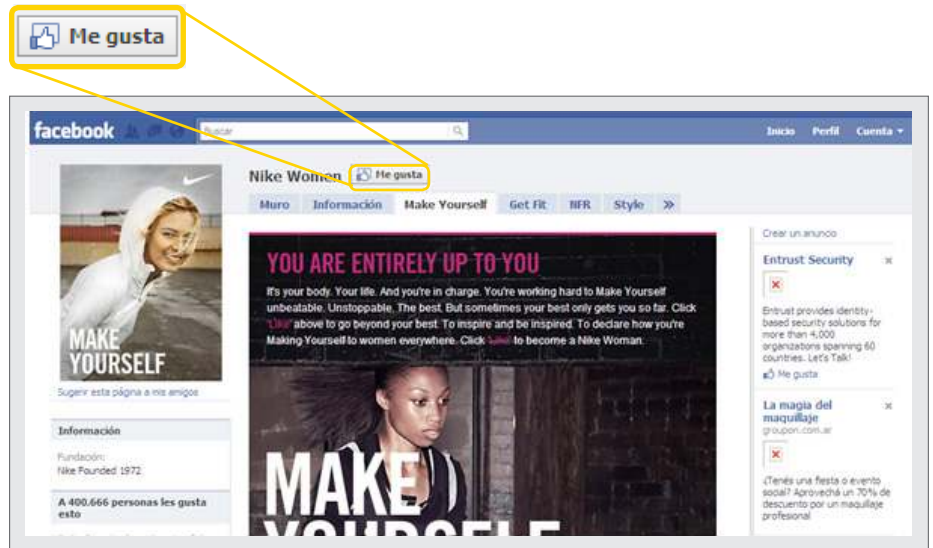 Me gusta
facebook
Buscar
Inicio Perfil Cuenta
Nike Women Me gusta
Muro Información Make Yourself Get Fit NFR Style »
MAKE
YOURSELF
Sugerir esta página a mis amigos
Información
Fundación:
Nike Founded 1972
A 400.666 personas les gusta
esto
YOU ARE ENTIRELY UP TO YOU
It's your body. Your life. And you're in charge. You're working hard to Make Yourself
unbeatable. Unstoppable. The best. But sometimes your best only gets you so far. Click
"Like" above to go beyond your best. To inspire and be inspired. To declare how you're
Making Yourself to women everywhere. Click "Like" to become a Nike Woman.
MAKE
YOURSELF
Crear un anuncio
Entrust Security
Entrust provides identity-
based security solutions for
more than 4,000
organizations spanning 60
countries. Let's Talk!
Me gusta
La magia del
maquillaje
groupon.com.ar
¿Tenés una fiesta o evento
social? Aprovechá un 70% de
descuento por un maquillaje
profesional